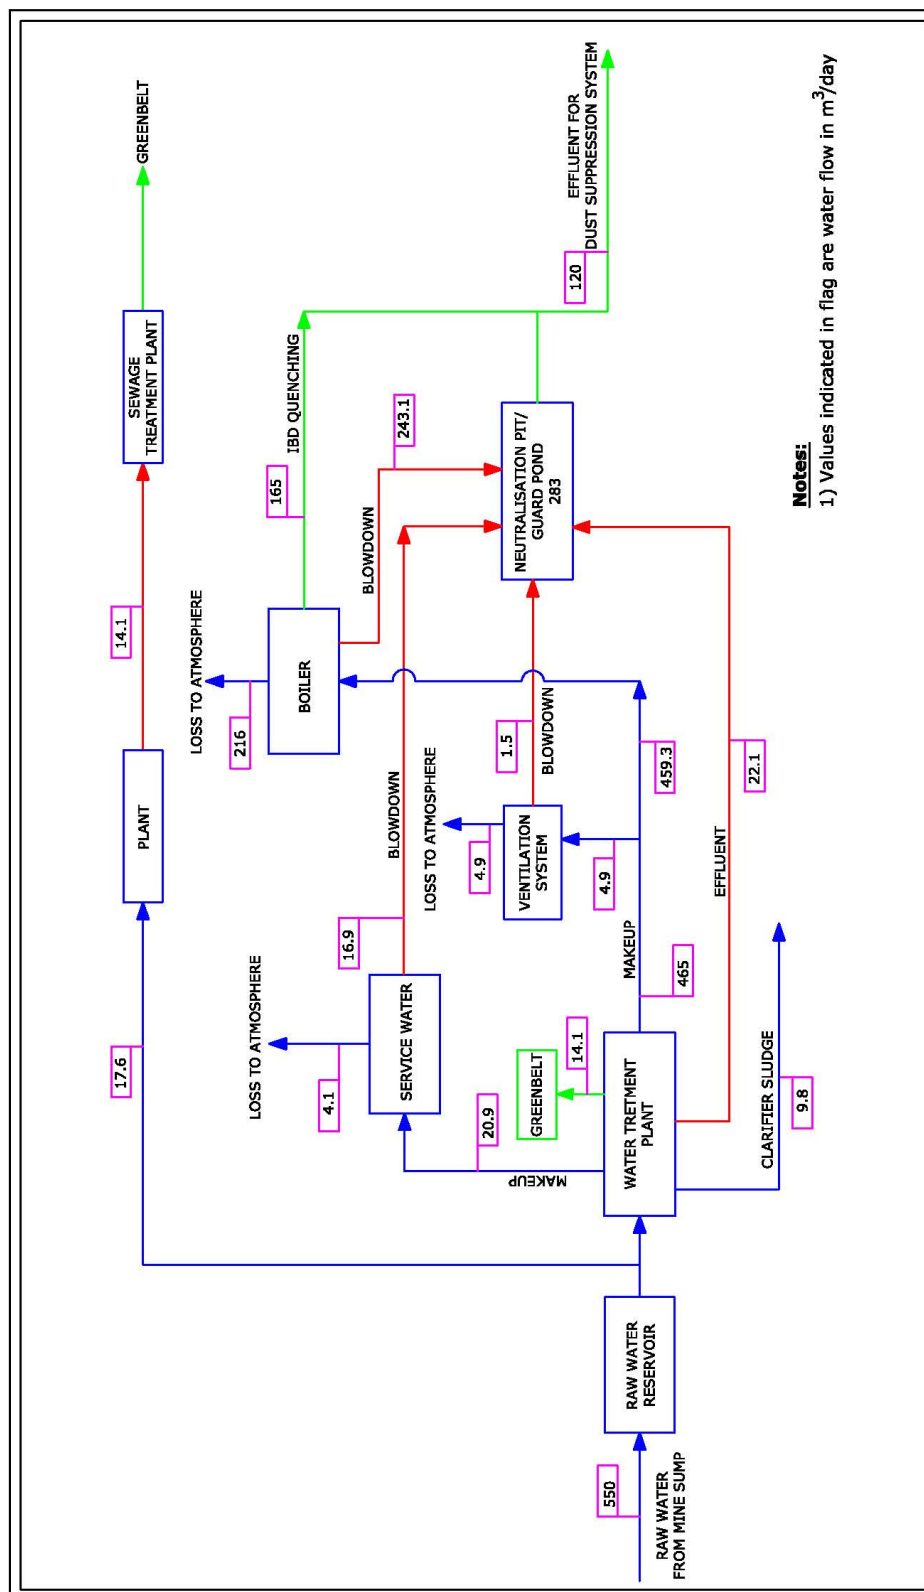 GREENBELT
SEWAGE
TREATMENT PLANT
14.1
PLANT
17.6
EFFLUENT FOR
DUST SUPPRESSION SYSTEM
120
IBD QUENCHING
165
LOSS TO ATMOSPHERE
216
BOILER
BLOWDOWN
243.1
NEUTRALISATION PIT/
GUARD POND
283
BLOWDOWN
16.9
LOSS TO ATMOSPHERE
4.1
SERVICE WATER
LOSS TO ATMOSPHERE
4.9
VENTILATION
SYSTEM
1.5
BLOWDOWN
4.9
459.3
MAKEUP
465
22.1
EFFLUENT
20.9
MAKEUP
GREENBELT
14.1
WATER TRETMENT
PLANT
CLARIFIER SLUDGE
9.8
RAW WATER
RESERVOIR
550
RAW WATER
FROM MINE SUMP
Notes:
1) Values indicated in flag are water flow in m³/day